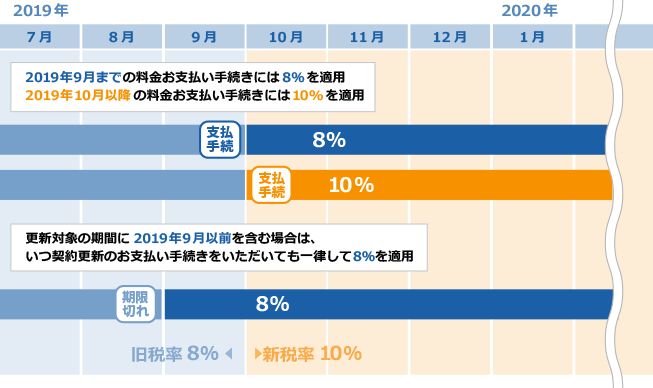 2019年
2020年
7月 8月 9月 10月 11月 12月 1月
2019年9月までの料金お支払い手続きには8%を適用
2019年10月以降の料金お支払い手続きには10%を適用
支払
手続
8%
支払
手続
10%
更新対象の期間に 2019年9月以前を含む場合は、
いつ契約更新のお支払い手続きをいただいても一律して8%を適用
期限
切れ
8%
旧税率 8% ◀ ▶新税率 10%